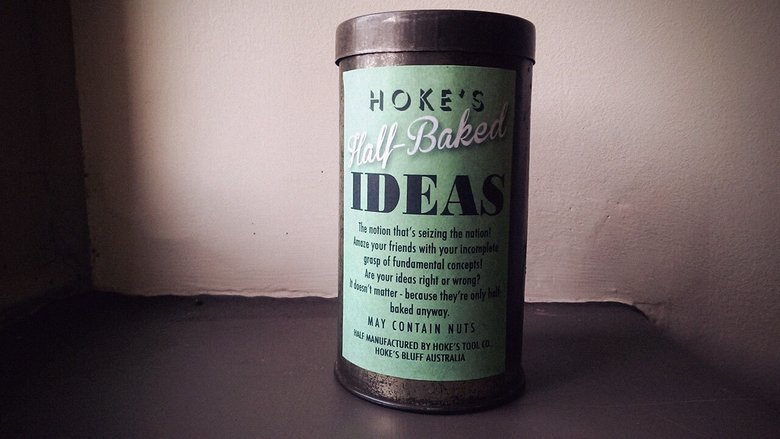 HOKE'S
Half-Baked
IDEAS
The notion that's seizing the nation!
Amaze your friends with your incomplete
grasp of fundamental concepts!
Are your ideas right or wrong?
It doesn't matter - because they're only half
baked anyway.
MAY CONTAIN NUTS
HALF MANUFACTURED BY HOKE'S TOOL CO.,
HOKE'S BLUFF AUSTRALIA